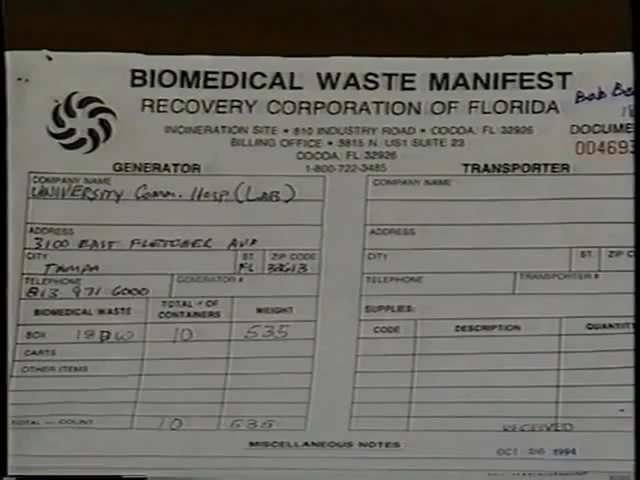 BIOMEDICAL WASTE MANIFEST
RECOVERY CORPORATION OF FLORIDA
Bob
INCINERATION SITE • 810 INDUSTRY ROAD • COCOA, FL 32926
DOCUME
BILLING OFFICE • 3815 N. US1 SUITE 23
COCOA, FL 32926
00469
GENERATOR
1-800-722-3485
TRANSPORTER
COMPANY NAME
UNIVERSITY Comm. Hosp. (LAB)
COMPANY NAME
ADDRESS
3100 EAST FLETCHER AVE
ADDRESS
CITY ST. ZIP CODE
TAMPA FL 33613
CITY ST. ZIP CO
TELEPHONE GENERATOR #
813 971 6000
TELEPHONE TRANSPORTER #
BIOMEDICAL WASTE TOTAL # OF CONTAINERS WEIGHT
SUPPLIES:
CODE DESCRIPTION QUANTIT
BOX 10 535
CARTS
OTHER ITEMS
TOTAL — COUNT 10 535
RECEIVED
MISCELLANEOUS NOTES
OCT 26 1994